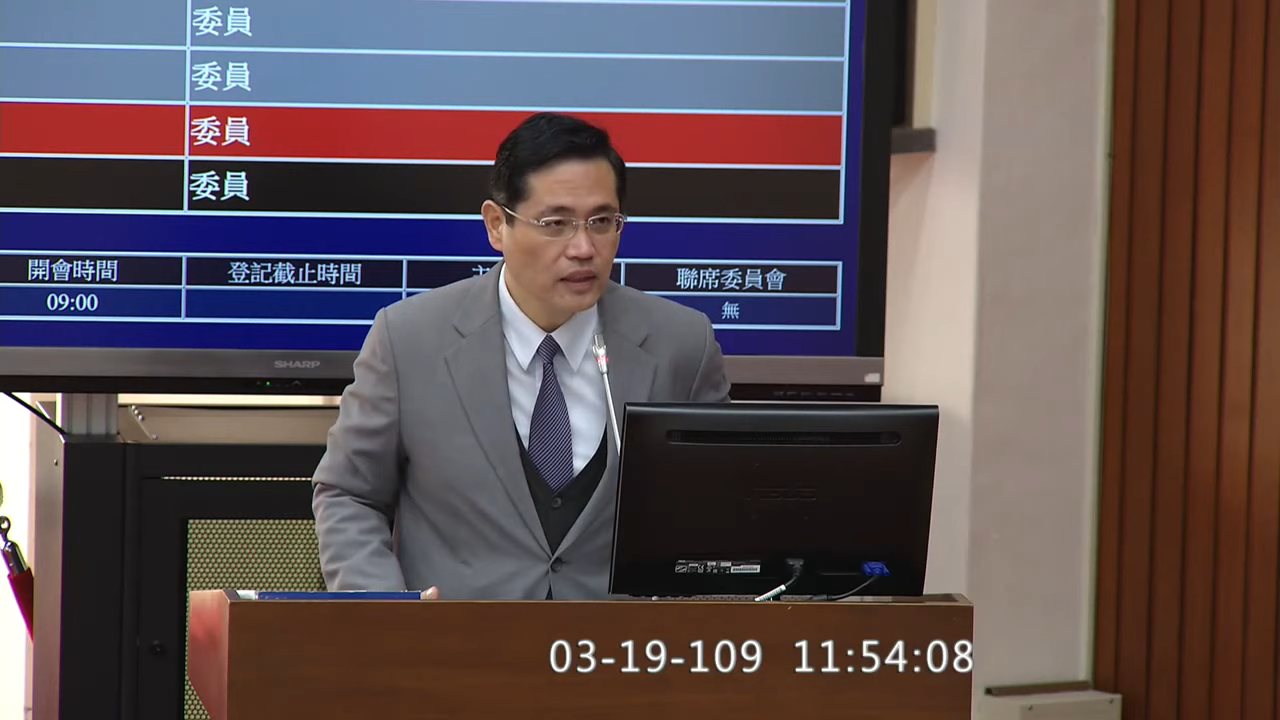 委員
委員
委員
委員
開會時間 登記截止時間 聯席委員會
09:00 無
SHARP
ASUS
03-19-109 11:54:08